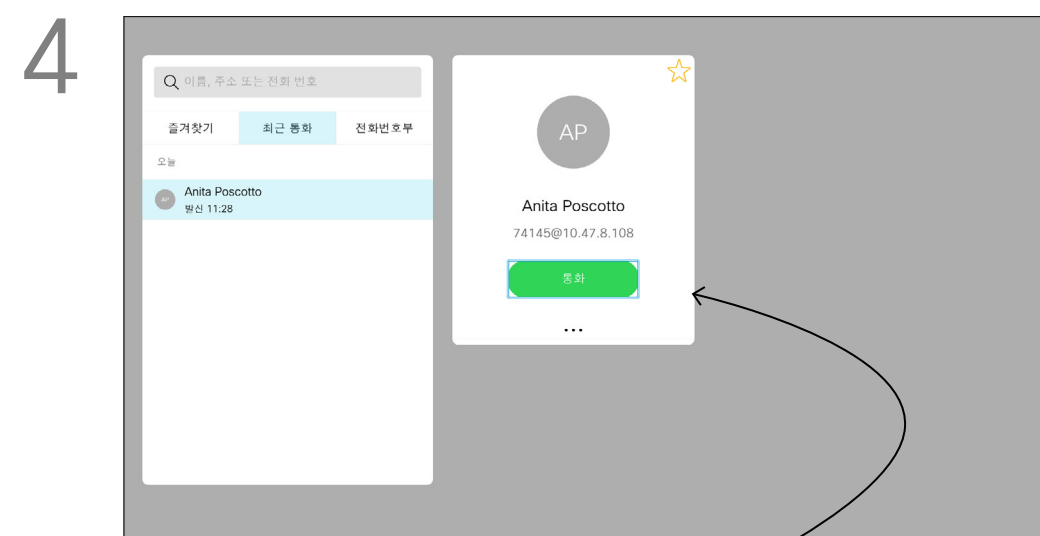 4
이름, 주소 또는 전화 번호
즐겨찾기 최근 통화 전화번호부
오늘
AP
Anita Poscotto
발신 11:28
AP
Anita Poscotto
74145@10.47.8.108
통화
...